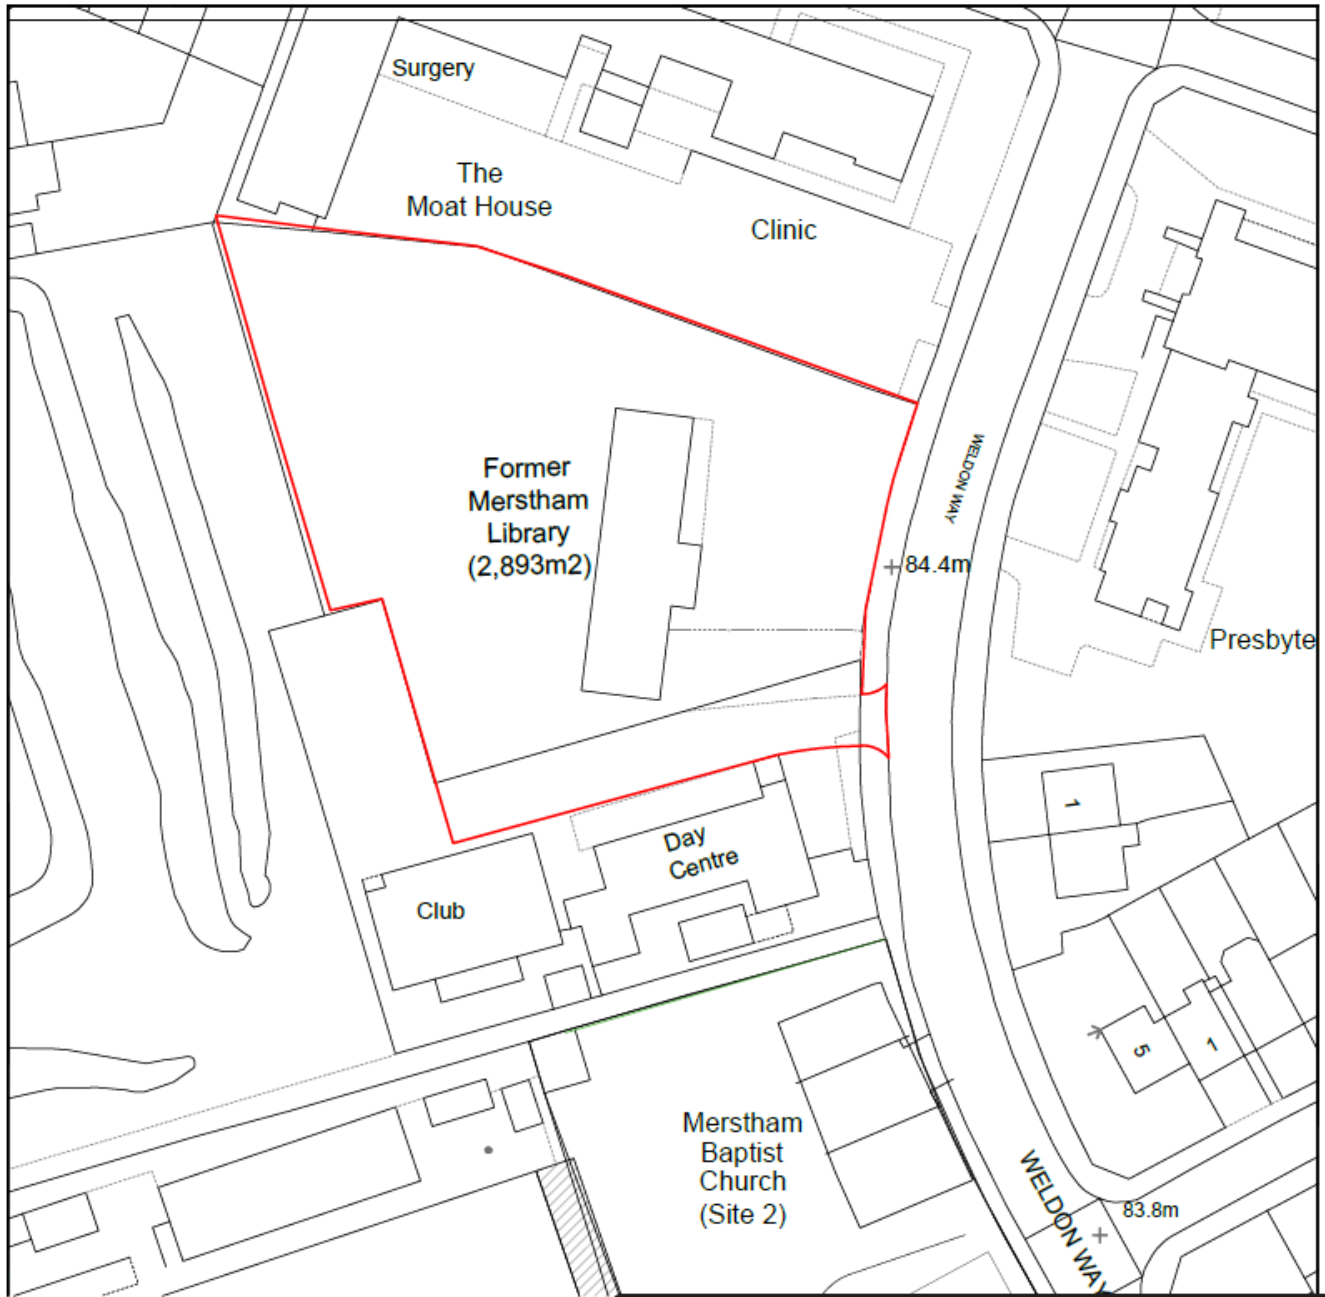 Surgery
The
Moat House
Clinic
WELDON WAY
Former
Merstham
Library
(2,893m2)
84.4m
Presbyte
1
Day
Centre
Club
5
1
Merstham
Baptist
Church
(Site 2)
WELDON WAY
83.8m